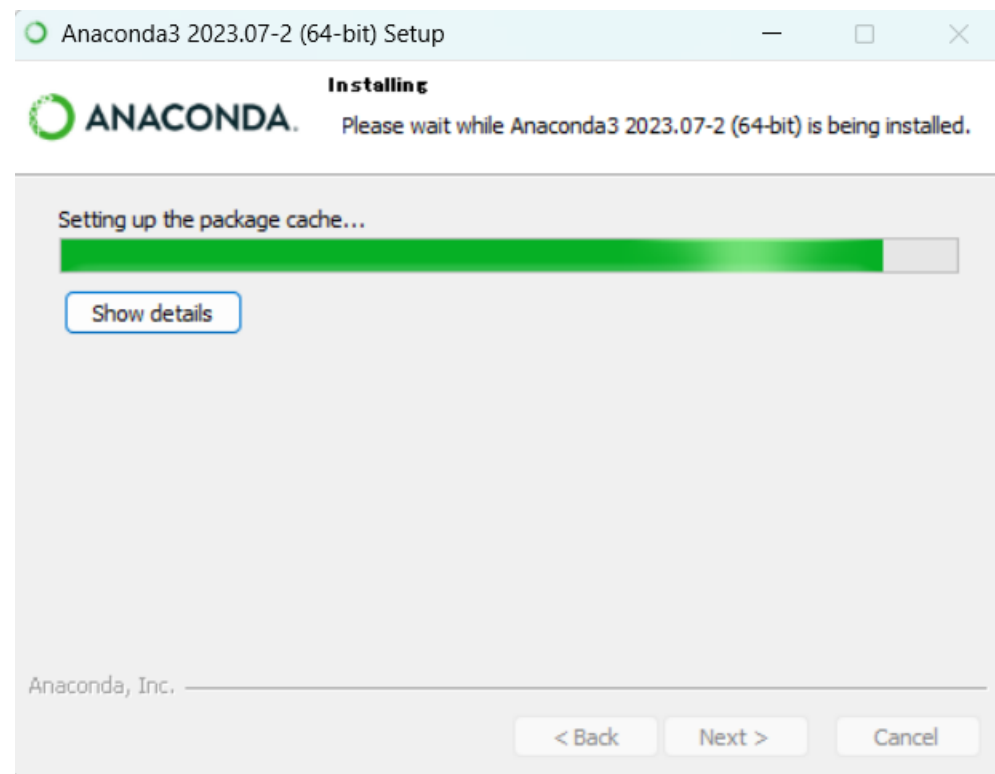 Anaconda3 2023.07-2 (64-bit) Setup
Installing
ANACONDA.
Please wait while Anaconda3 2023.07-2 (64-bit) is being installed.
Setting up the package cache...
Show details
Anaconda, Inc.
< Back Next > Cancel